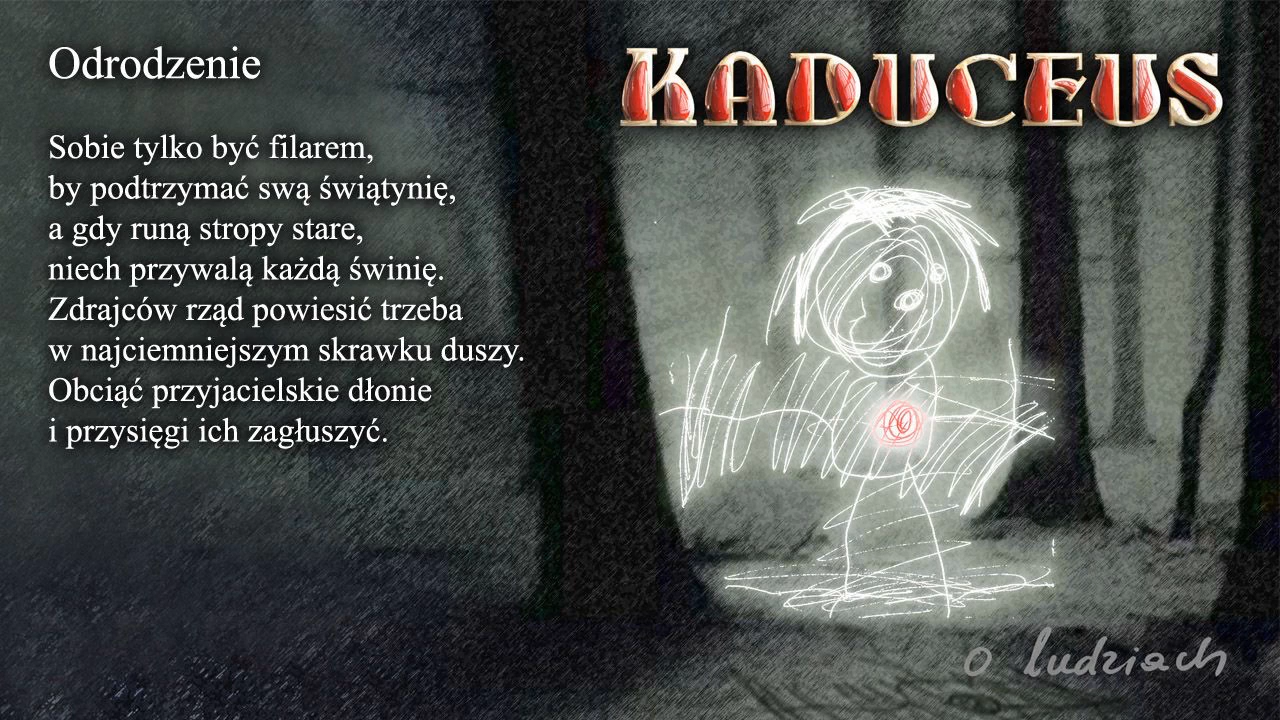 Odrodzenie
KADUCEUS
Sobie tylko być filarem,
by podtrzymać swą świątynię,
a gdy runą stropy stare,
niech przywalą każdą świnię.
Zdrajców rząd powiesić trzeba
w najciemniejszym skrawku duszy.
Obciąć przyjacielskie dłonie
i przysięgi ich zagłuszyć.
o ludziach